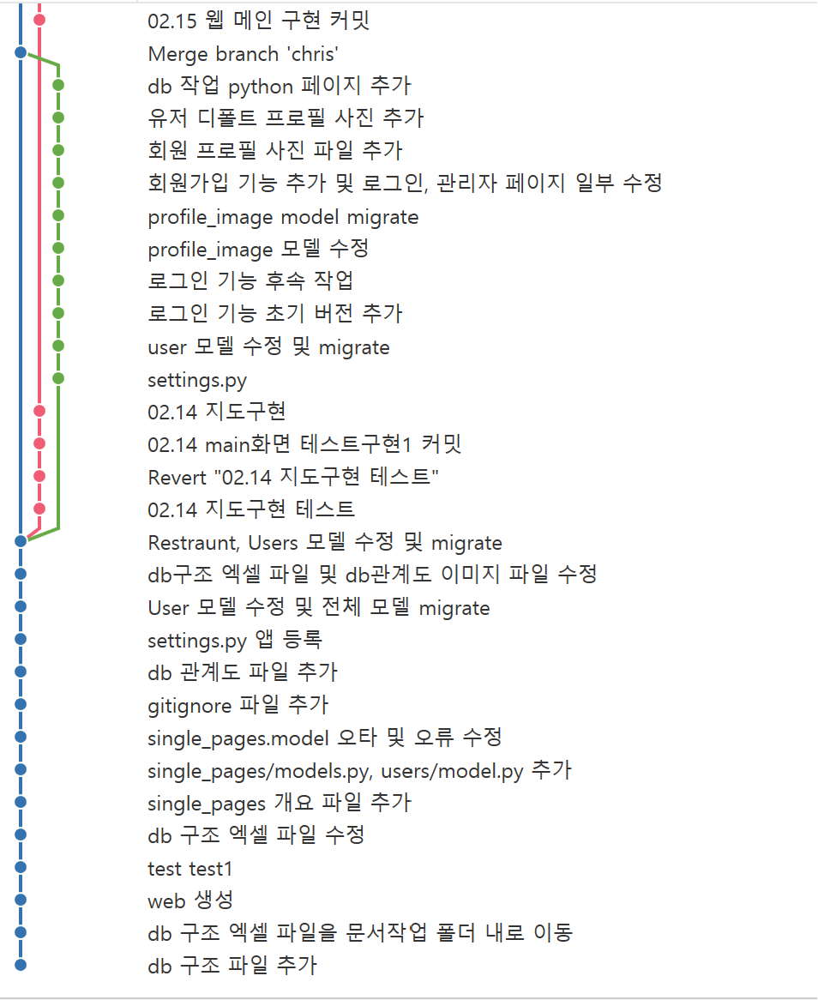 02.15 웹 메인 구현 커밋
Merge branch 'chris'
db 작업 python 페이지 추가
유저 디폴트 프로필 사진 추가
회원 프로필 사진 파일 추가
회원가입 기능 추가 및 로그인, 관리자 페이지 일부 수정
profile_image model migrate
profile_image 모델 수정
로그인 기능 후속 작업
로그인 기능 초기 버전 추가
user 모델 수정 및 migrate
settings.py
02.14 지도구현
02.14 main화면 테스트구현1 커밋
Revert "02.14 지도구현 테스트"
02.14 지도구현 테스트
Restraunt, Users 모델 수정 및 migrate
db구조 엑셀 파일 및 db관계도 이미지 파일 수정
User 모델 수정 및 전체 모델 migrate
settings.py 앱 등록
db 관계도 파일 추가
gitignore 파일 추가
single_pages.model 오타 및 오류 수정
single_pages/models.py, users/model.py 추가
single_pages 개요 파일 추가
db 구조 엑셀 파일 수정
test test1
web 생성
db 구조 엑셀 파일을 문서작업 폴더 내로 이동
db 구조 파일 추가